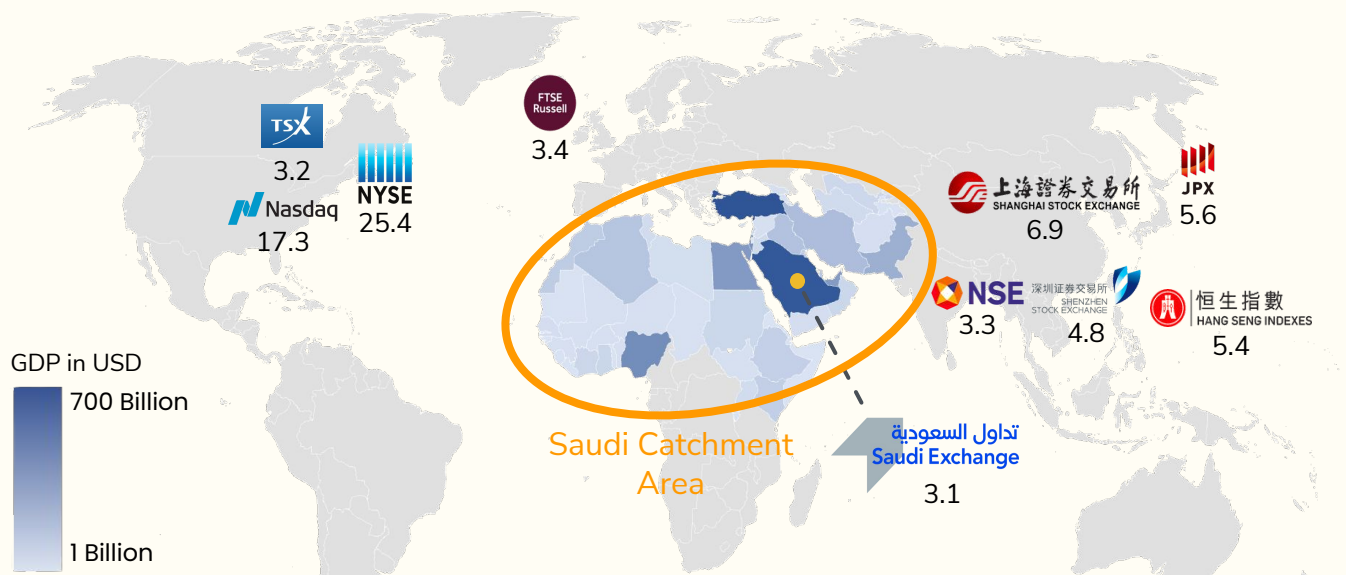 TSX
3.2
NYSE
25.4
Nasdaq
17.3
FTSE
Russell
3.4
上海證券交易所
SHANGHAI STOCK EXCHANGE
6.9
JPX
5.6
NSE
3.3
深圳证券交易所
SHENZHEN
STOCK EXCHANGE
4.8
恒生指數
HANG SENG INDEXES
5.4
GDP in USD
700 Billion
1 Billion
Saudi Catchment
Area
تداول السعودية
Saudi Exchange
3.1